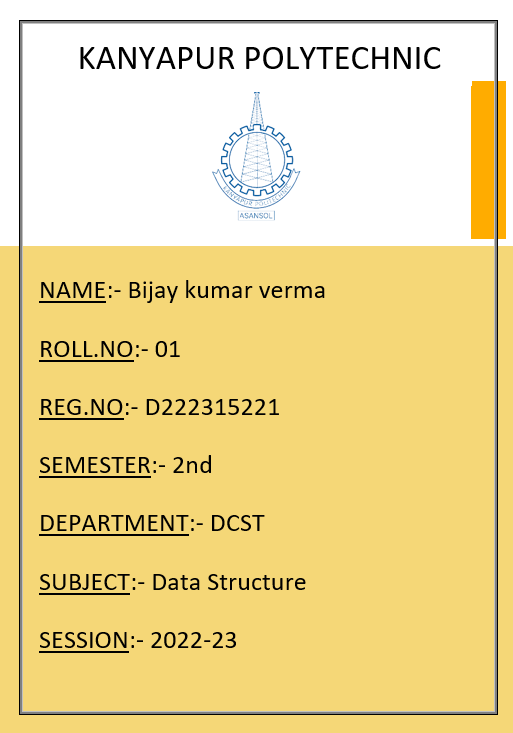 KANYAPUR POLYTECHNIC
KANYAPUR POLYTECHNIC
ASANSOL
NAME:- Bijay kumar verma
ROLL.NO:- 01
REG.NO:- D222315221
SEMESTER:- 2nd
DEPARTMENT:- DCST
SUBJECT:- Data Structure
SESSION:- 2022-23